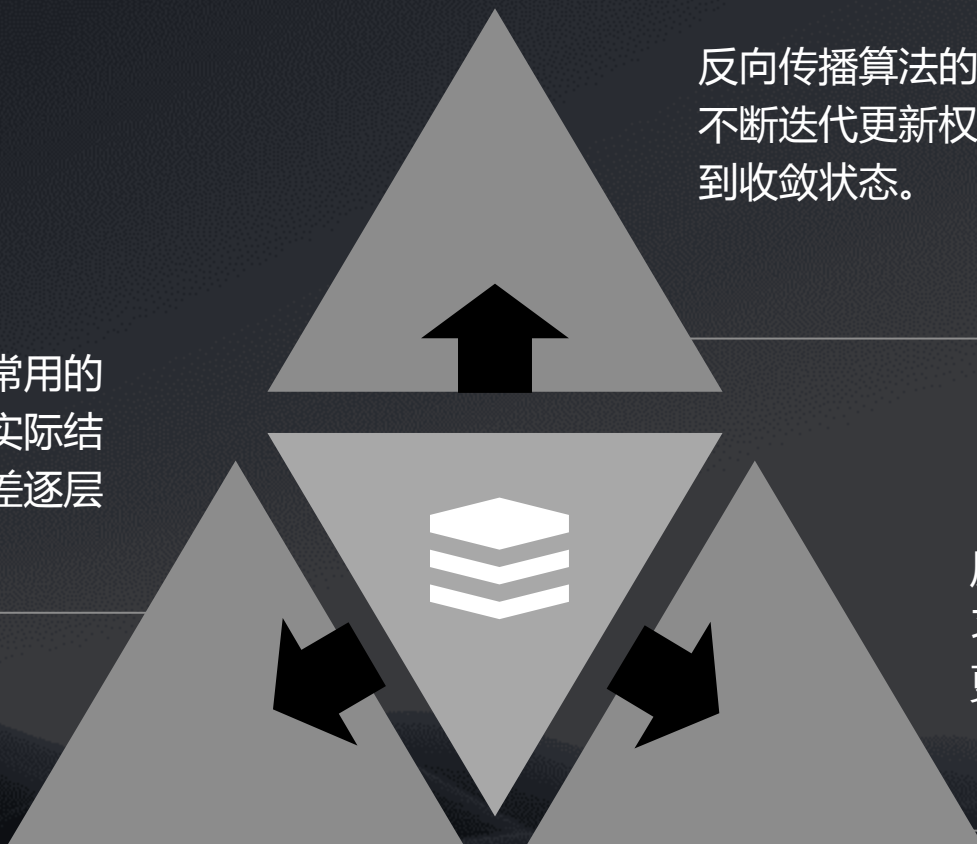 反向传播算法的
不断迭代更新权
到收敛状态。
常用的
实际结
差逐层